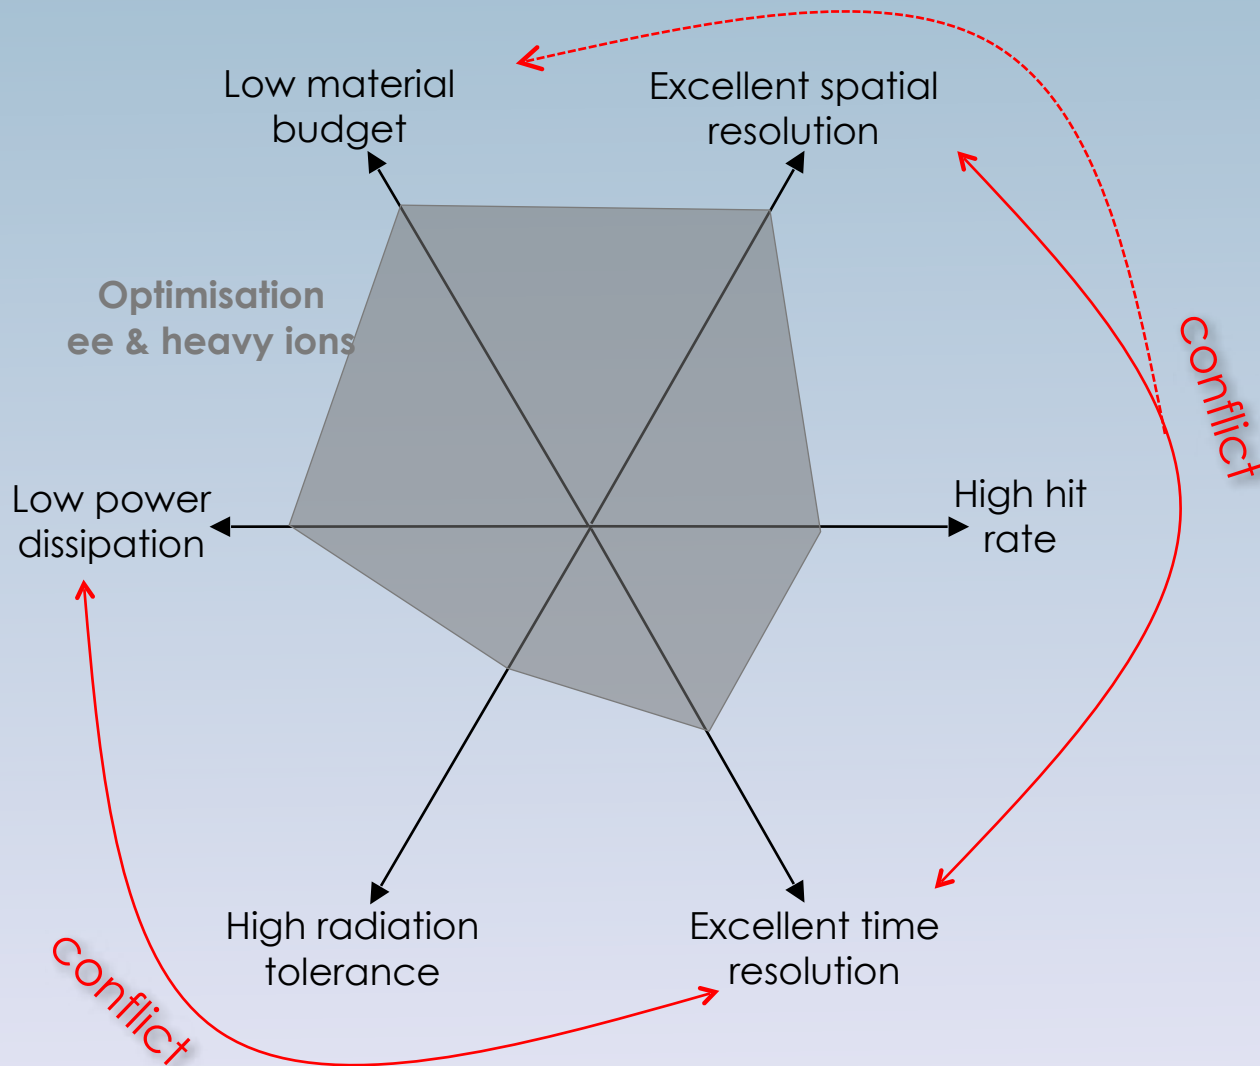 Low material
budget
Excellent spatial
resolution
Optimisation
ee & heavy ions
conflict
Low power
dissipation
High hit
rate
High radiation
tolerance
Excellent time
resolution
conflict